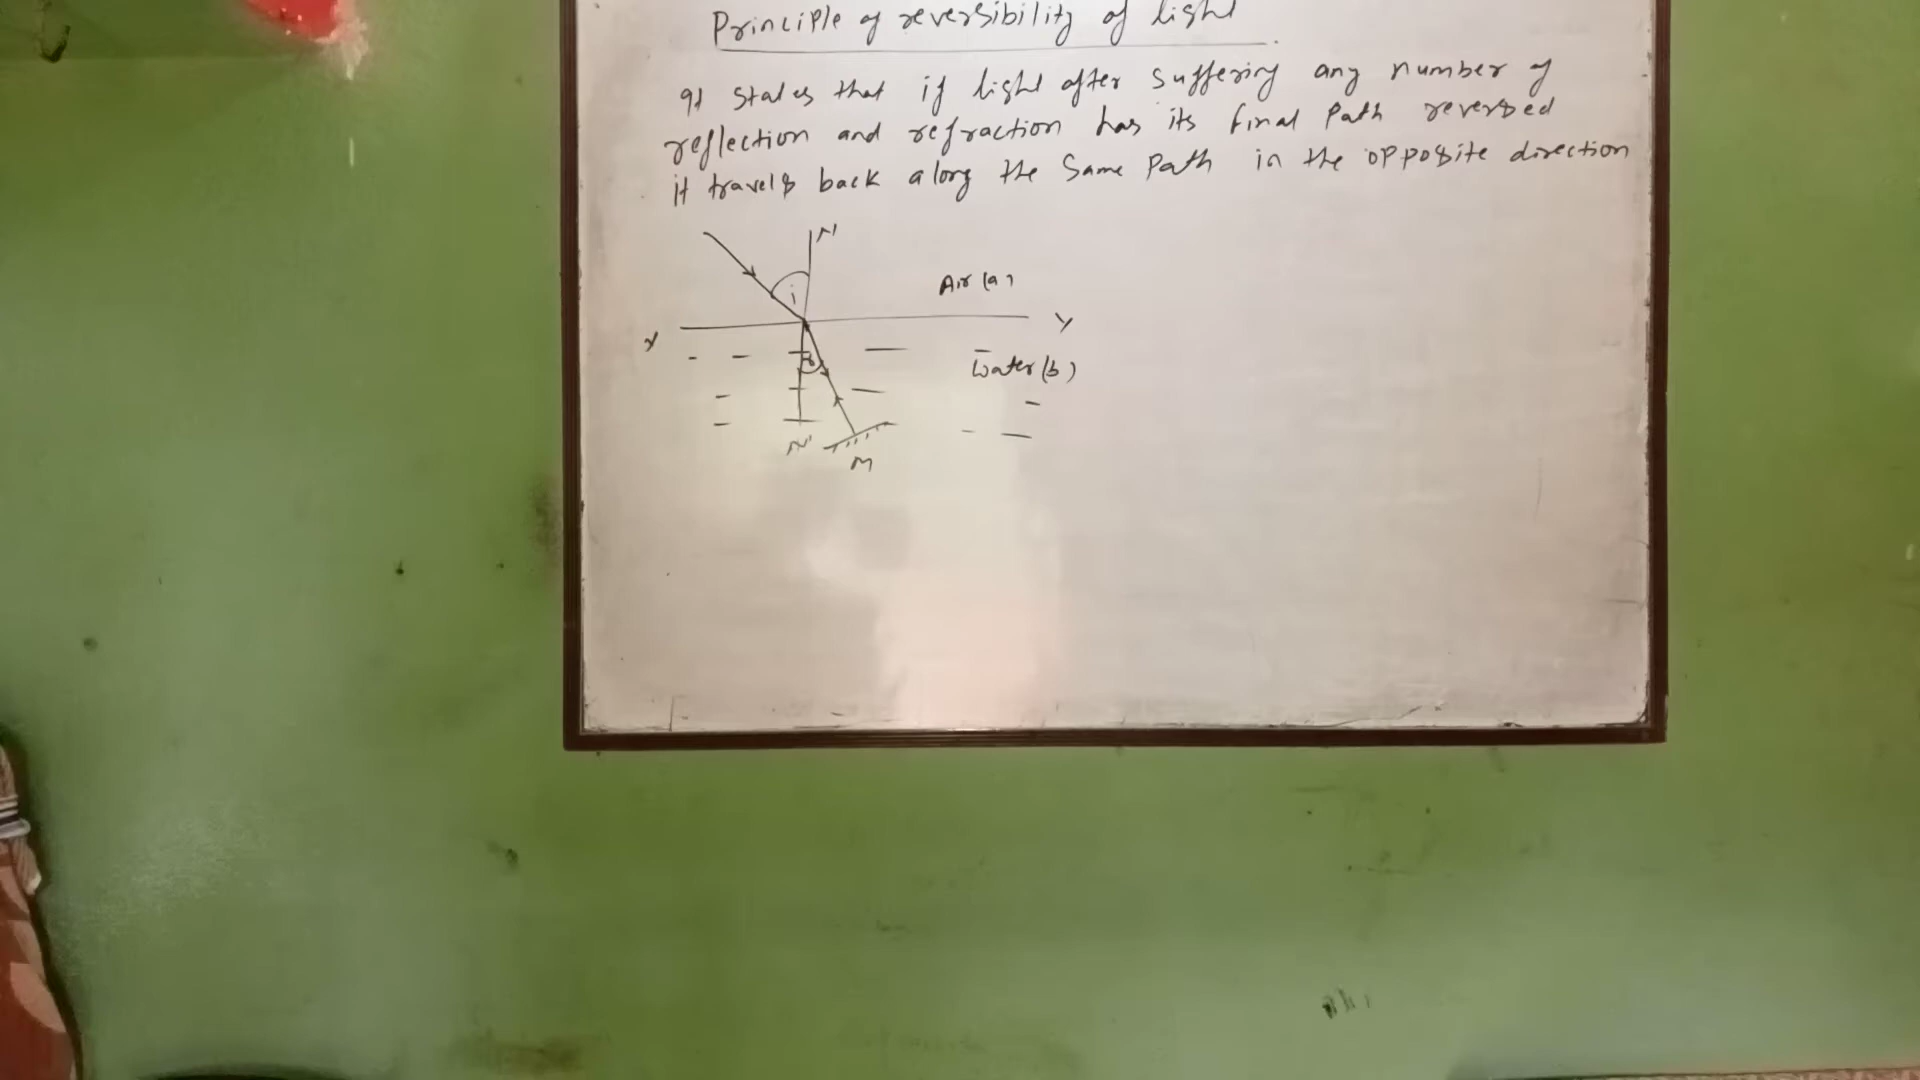 Principle of reversibility of light
It states that if light after suffering any number of
reflection and refraction has its final path reversed
it travels back along the same path in the opposite direction
N
i
Air (a)
X
Y
r
Water (b)
N'
M